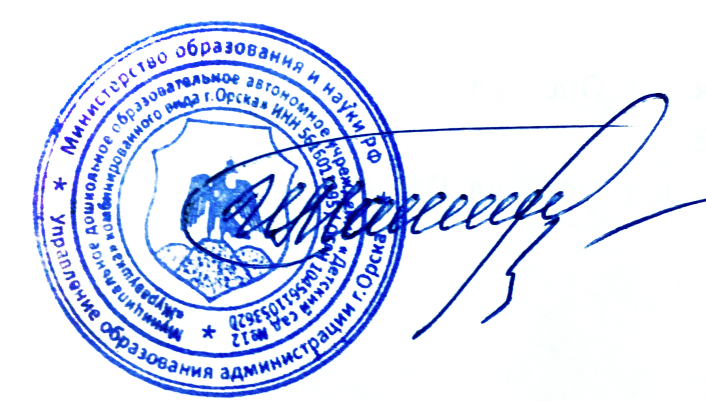 Министерство образования и науки РФ
* Управление образования администрации г.Орска *
Муниципальное дошкольное образовательное автономное учреждение «Детский сад №12
«Журавушка» комбинированного вида г.Орска» ИНН ОГРН *